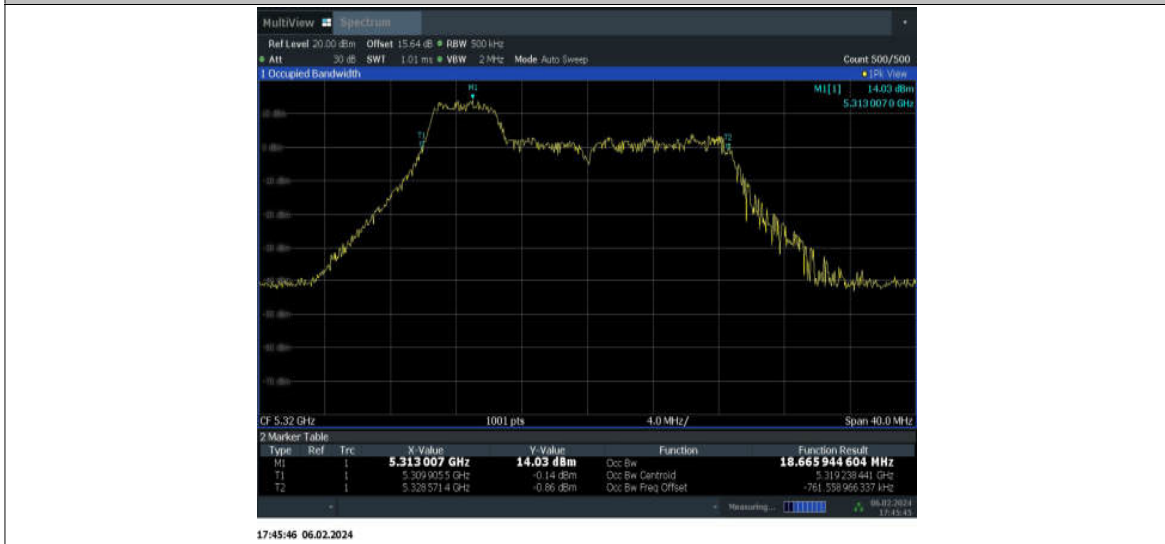 MultiView Spectrum
Ref Level 20.00 dBm Offset 15.64 dB RBW 500 kHz
Att 30 dB SWT 1.01 ms VBW 2 MHz Mode Auto Sweep Count 500/500
1 Occupied Bandwidth 1Pk View
M1[1] 14.03 dBm
5.313 007 0 GHz
M1
T1
T2
CF 5.32 GHz 1001 pts 4.0 MHz/ Span 40.0 MHz
2 Marker Table
Type Ref Trc X-Value Y-Value Function Function Result
M1 1 5.313 007 GHz 14.03 dBm Occ Bw 18.665 944 604 MHz
T1 1 5.309 905 5 GHz -0.14 dBm Occ Bw Centroid 5.319 238 441 GHz
T2 1 5.328 571 4 GHz -0.86 dBm Occ Bw Freq Offset -761.558 966 337 kHz
Measuring... 06.02.2024
17:45:45
17:45:46 06.02.2024